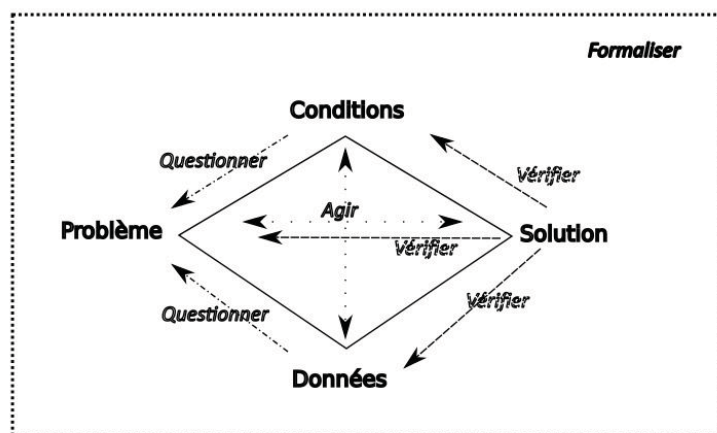 Formaliser
Conditions
Questionner
Vérifier
Agir
Problème
Solution
Vérifier
Questionner
Vérifier
Données